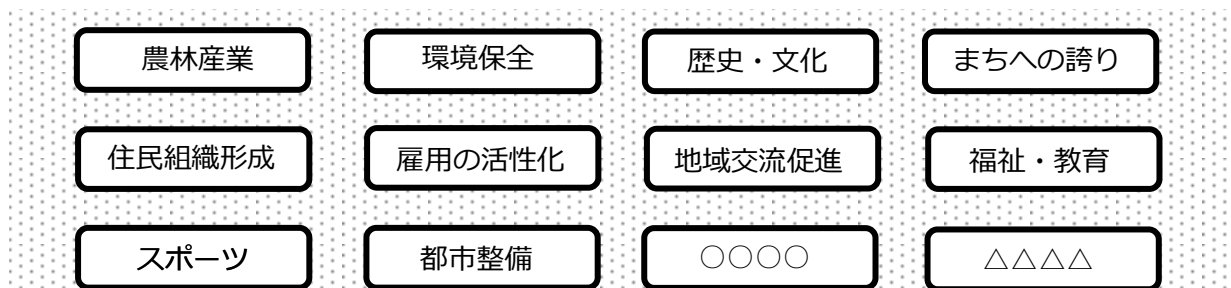 農林産業
環境保全
歴史・文化
まちへの誇り
住民組織形成
雇用の活性化
地域交流促進
福祉・教育
スポーツ
都市整備
○○○○
△△△△